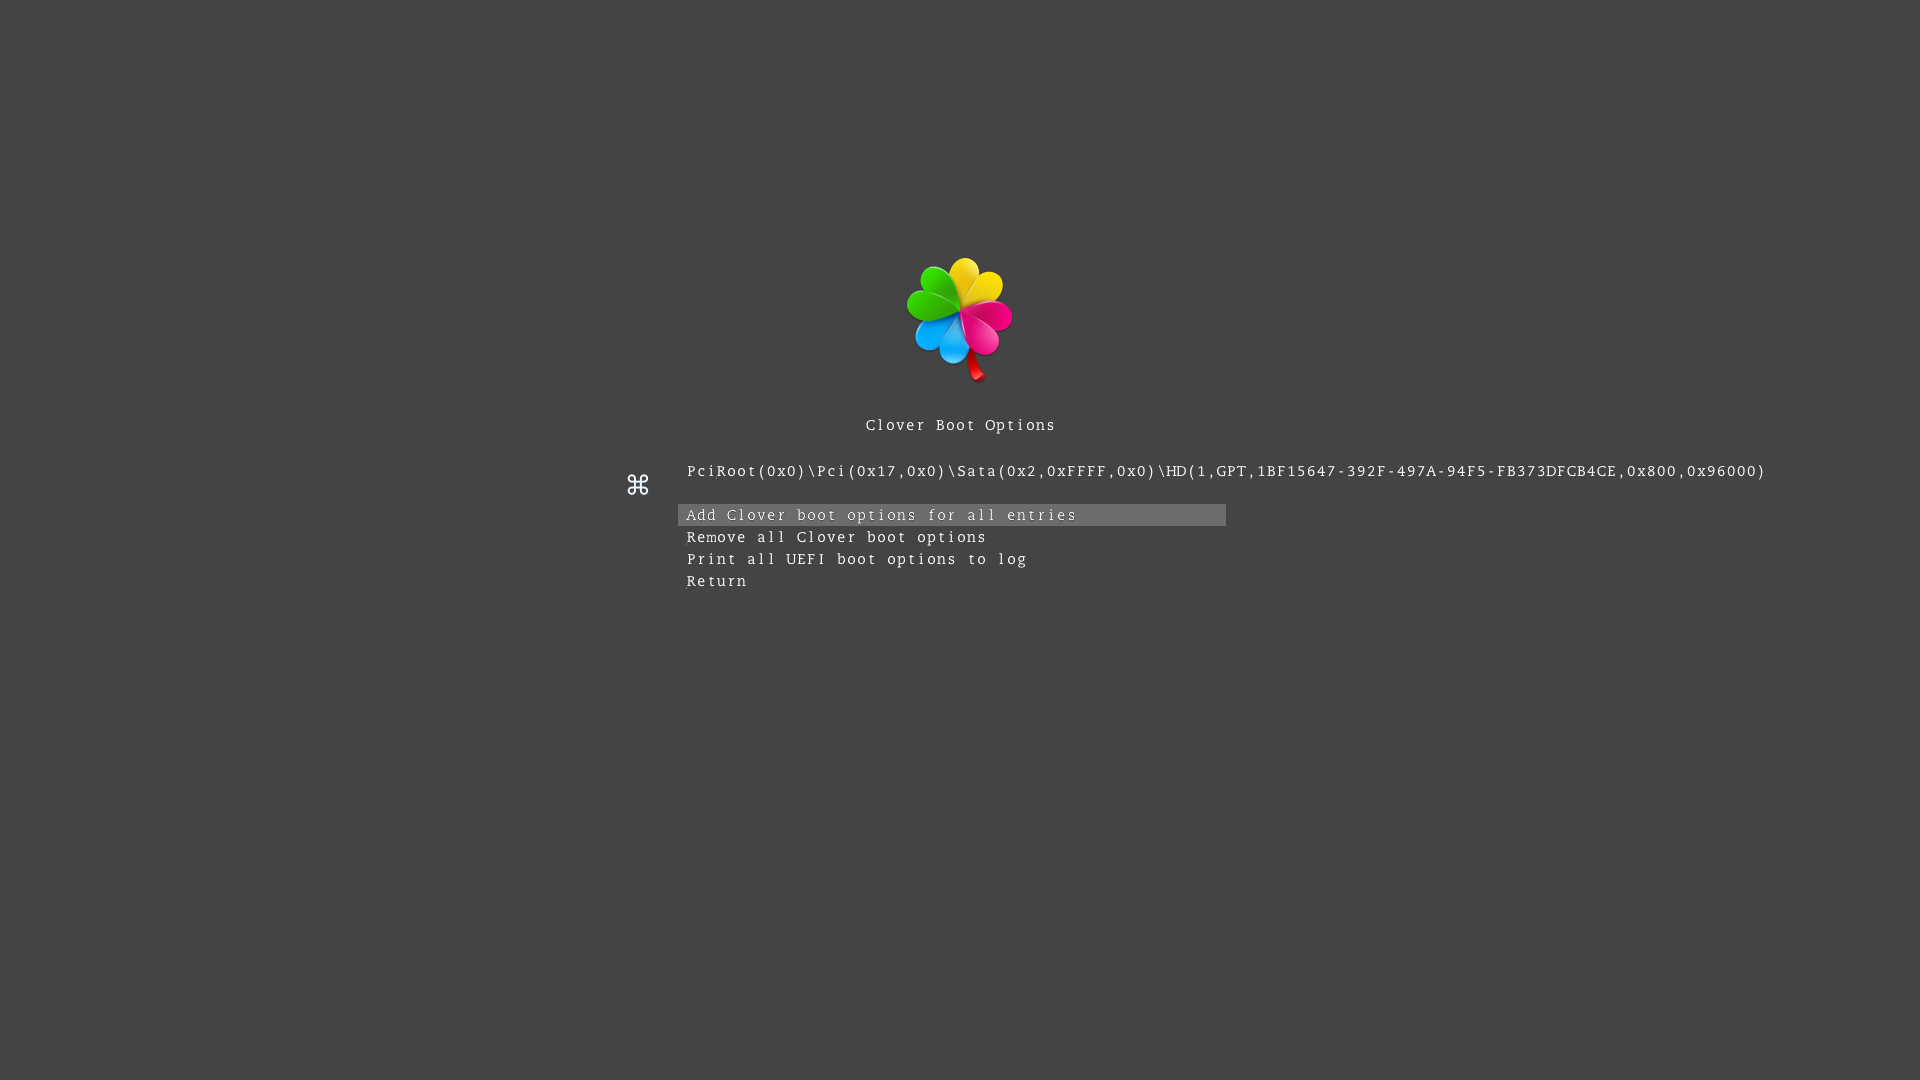 Clover Boot Options
PciRoot(0x0)\Pci(0x17,0x0)\Sata(0x2,0xFFFF,0x0)\HD(1,GPT,1BF15647-392F-497A-94F5-FB373DFCB4CE,0x800,0x96000)
Add Clover boot options for all entries
Remove all Clover boot options
Print all UEFI boot options to log
Return